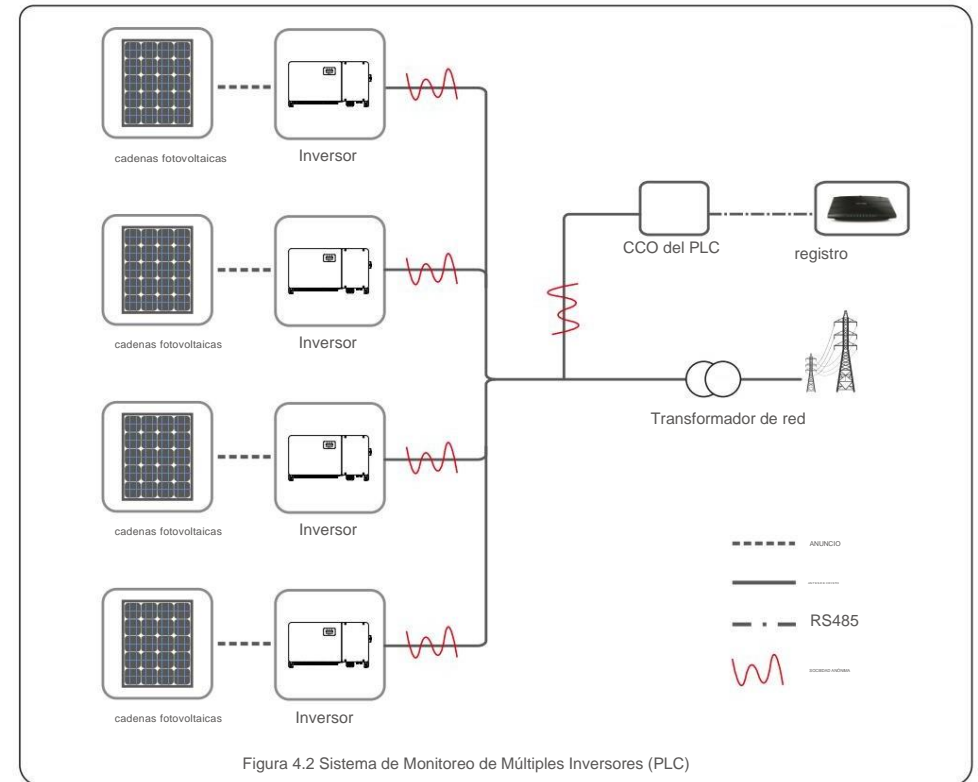 cadenas fotovoltaicas
Inversor
CCO del PLC
registro
cadenas fotovoltaicas
Inversor
Transformador de red
cadenas fotovoltaicas
Inversor
ANUNCIO
RS485
SOCIEDAD ANÓNIMA
cadenas fotovoltaicas
Inversor
Figura 4.2 Sistema de Monitoreo de Múltiples Inversores (PLC)